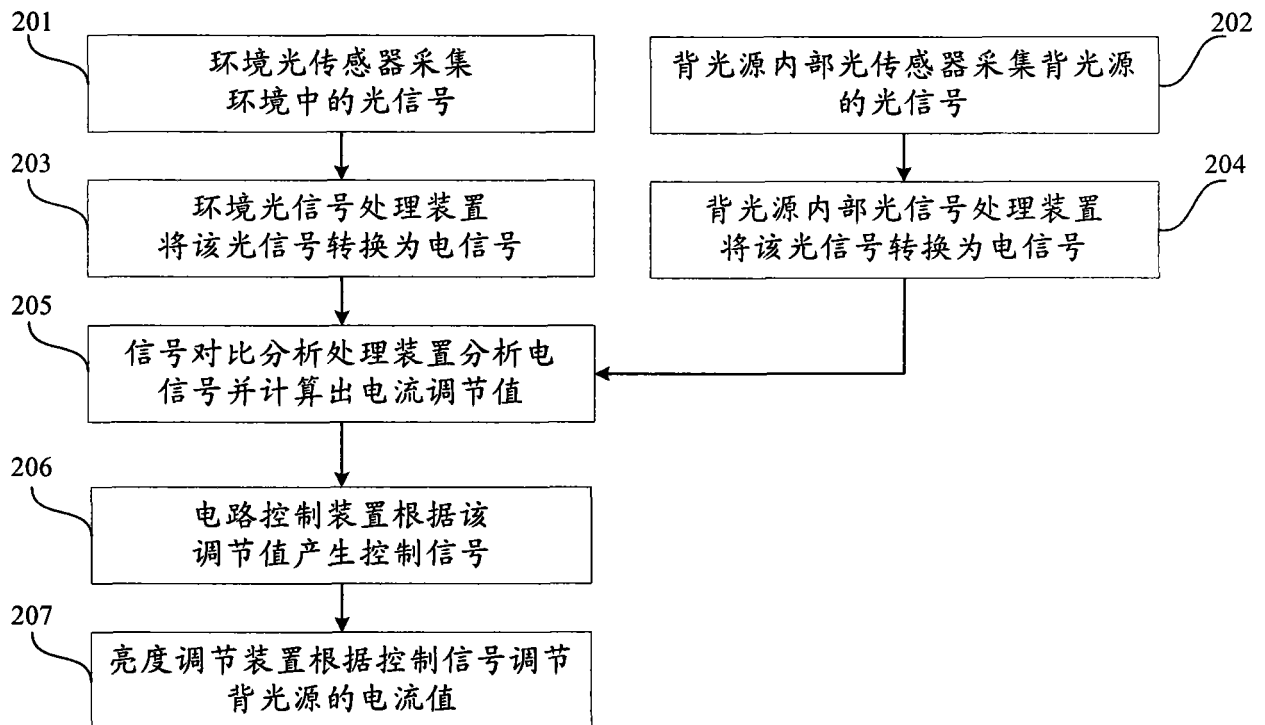 201
环境光传感器采集
环境中的光信号
202
背光源内部光传感器采集背光源
的光信号
203
环境光信号处理装置
将该光信号转换为电信号
204
背光源内部光信号处理装置
将该光信号转换为电信号
205
信号对比分析处理装置分析电
信号并计算出电流调节值
206
电路控制装置根据该
调节值产生控制信号
207
亮度调节装置根据控制信号调节
背光源的电流值